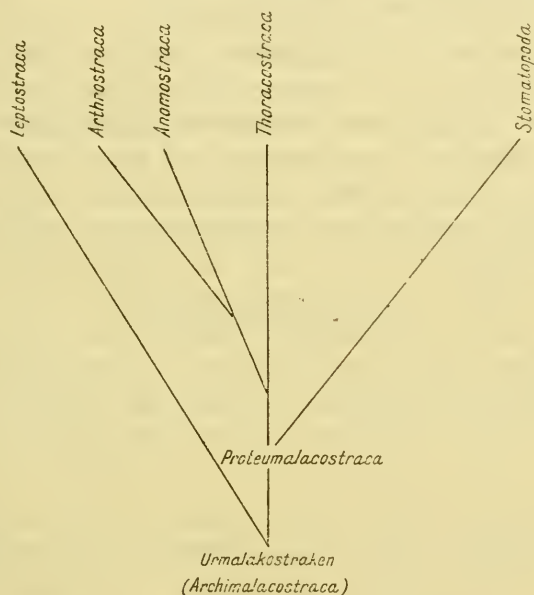 Leptostraca
Arthrostraca
Anomostraca
Thoracostraca
Stomatopoda
Proteumalacostraca
Urmalakostraken
(Archimalacostraca)